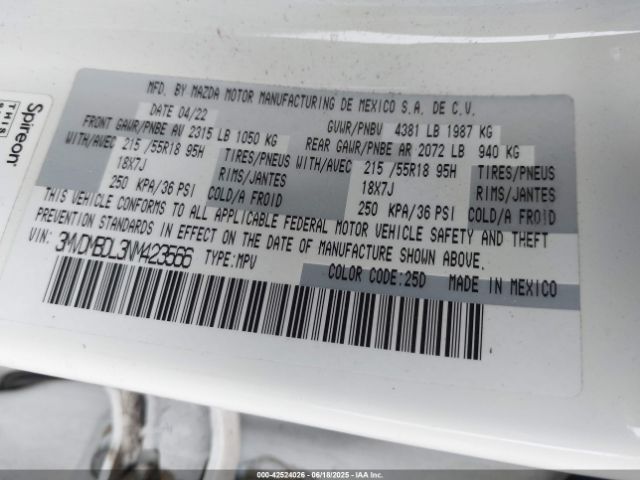 Spireon
THIS
MFD. BY MAZDA MOTOR MANUFACTURING DE MEXICO S.A. DE C.V.
DATE 04/22
GVWR/PNBV 4381 LB 1987 KG
FRONT GAWR/PNBE AV 2315 LB 1050 KG
REAR GAWR/PNBE AR 2072 LB 940 KG
WITH/AVEC 215 /55R18 95H TIRES/PNEUS
WITH/AVEC 215 /55R18 95H TIRES/PNEUS
18X7J RIMS/JANTES
18X7J RIMS/JANTES
250 KPA/36 PSI COLD/A FROID
250 KPA/36 PSI COLD/A FROID
THIS VEHICLE CONFORMS TO ALL APPLICABLE FEDERAL MOTOR VEHICLE SAFETY AND THEFT
PREVENTION STANDARDS IN EFFECT ON THE DATE OF MANUFACTURE SHOWN ABOVE.
VIN: 3MVDMBDL3NM423566 TYPE:MPV
COLOR CODE:25D MADE IN MEXICO
000-42524026 - 06/18/2025 - IAA Holdings, LLC.